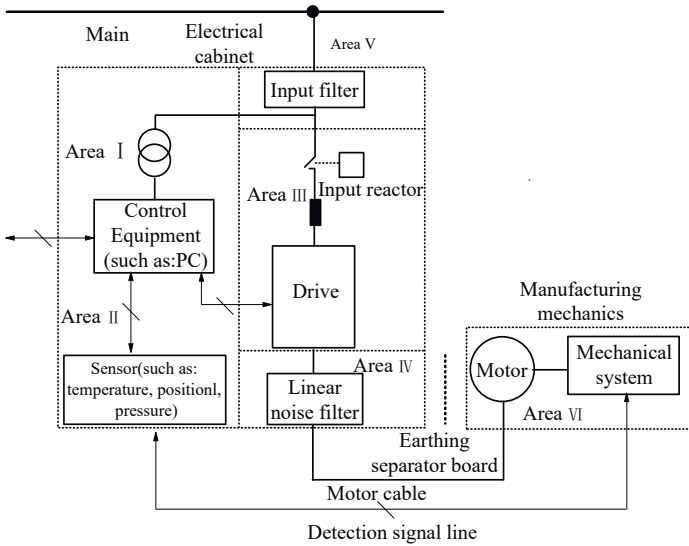 Main
Electrical
cabinet
Area Ⅴ
Input filter
Area Ⅰ
Input reactor
Area Ⅲ
Control
Equipment
(such as:PC)
Drive
Area Ⅱ
Sensor(such as:
temperature, positionl,
pressure)
Area Ⅳ
Linear
noise filter
Manufacturing
mechanics
Motor
Mechanical
system
Area Ⅵ
Earthing
separator board
Motor cable
Detection signal line